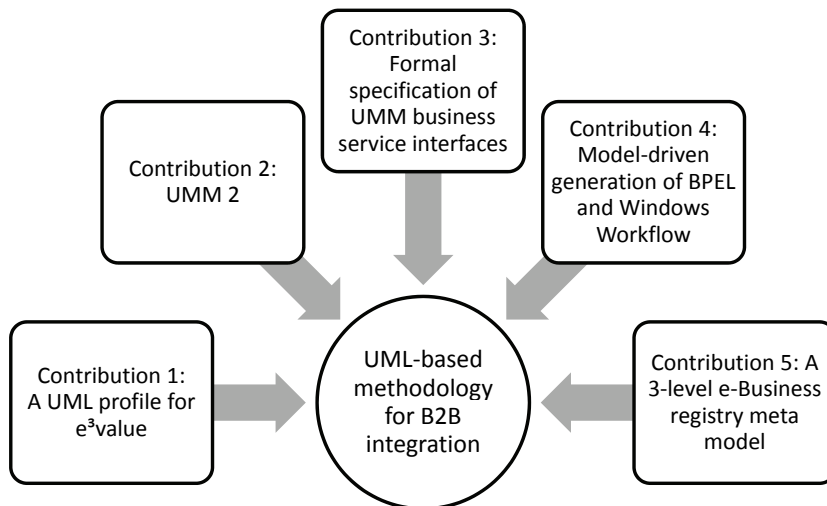 Contribution 1:
A UML profile for
e³value
Contribution 2:
UMM 2
Contribution 3:
Formal
specification of
UMM business
service interfaces
Contribution 4:
Model-driven
generation of BPEL
and Windows
Workflow
Contribution 5: A
3-level e-Business
registry meta
model
UML-based
methodology
for B2B
integration